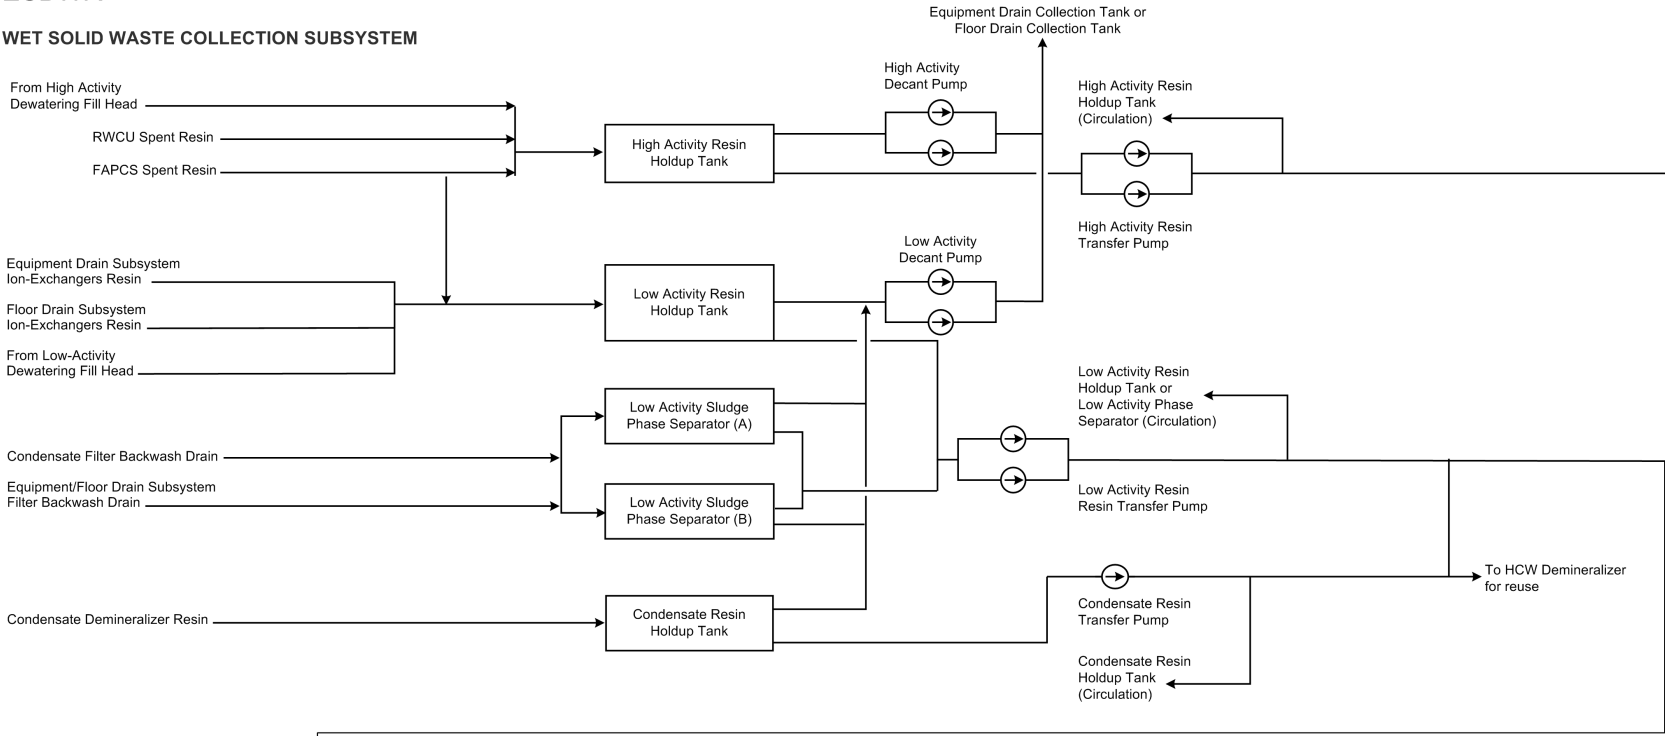 WET SOLID WASTE COLLECTION SUBSYSTEM
Equipment Drain Collection Tank or
Floor Drain Collection Tank
From High Activity
Dewatering Fill Head
RWCU Spent Resin
FAPCS Spent Resin
High Activity Resin
Holdup Tank
High Activity
Decant Pump
High Activity Resin
Holdup Tank
(Circulation)
High Activity Resin
Transfer Pump
Equipment Drain Subsystem
Ion-Exchangers Resin
Floor Drain Subsystem
Ion-Exchangers Resin
From Low-Activity
Dewatering Fill Head
Low Activity Resin
Holdup Tank
Low Activity
Decant Pump
Low Activity Resin
Holdup Tank or
Low Activity Phase
Separator (Circulation)
Low Activity Sludge
Phase Separator (A)
Condensate Filter Backwash Drain
Equipment/Floor Drain Subsystem
Filter Backwash Drain
Low Activity Sludge
Phase Separator (B)
Low Activity Resin
Resin Transfer Pump
Condensate Demineralizer Resin
Condensate Resin
Holdup Tank
Condensate Resin
Transfer Pump
To HCW Demineralizer
for reuse
Condensate Resin
Holdup Tank
(Circulation)